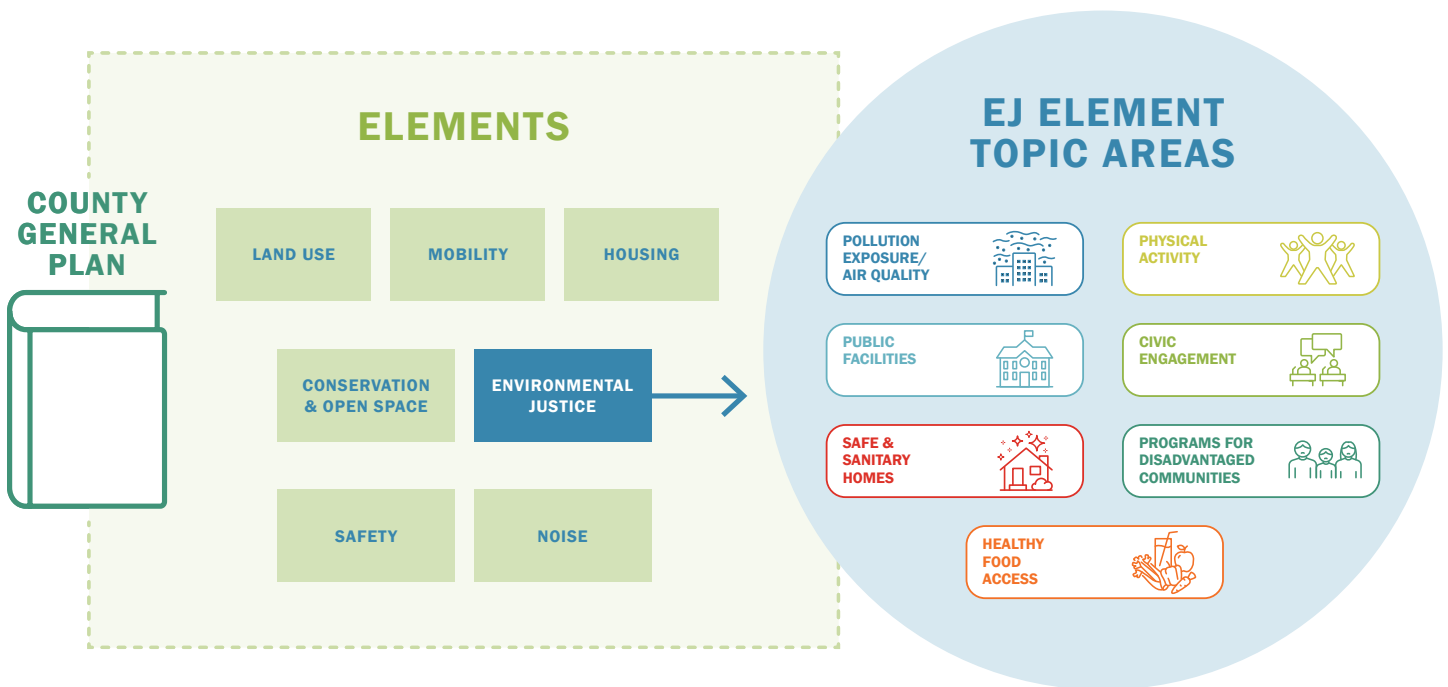 COUNTY
GENERAL
PLAN
ELEMENTS
LAND USE
MOBILITY
HOUSING
CONSERVATION
& OPEN SPACE
ENVIRONMENTAL
JUSTICE
SAFETY
NOISE
EJ ELEMENT
TOPIC AREAS
POLLUTION
EXPOSURE/
AIR QUALITY
PHYSICAL
ACTIVITY
PUBLIC
FACILITIES
CIVIC
ENGAGEMENT
SAFE &
SANITARY
HOMES
PROGRAMS FOR
DISADVANTAGED
COMMUNITIES
HEALTHY
FOOD
ACCESS